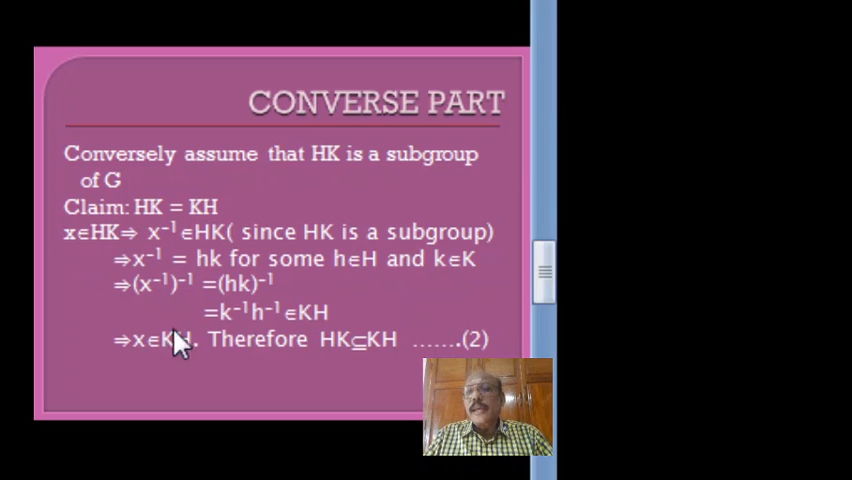 CONVERSE PART
Conversely assume that HK is a subgroup
of G
Claim: HK = KH
x∈HK⇒ x⁻¹∈HK( since HK is a subgroup)
⇒x⁻¹ = hk for some h∈H and k∈K
⇒(x⁻¹)⁻¹ =(hk)⁻¹
=k⁻¹h⁻¹∈KH
⇒x∈KH. Therefore HK⊆KH .......(2)